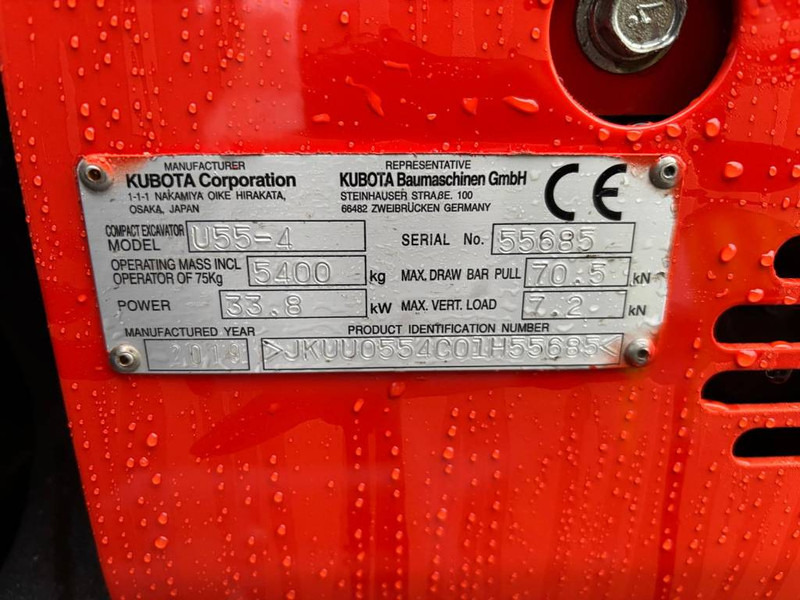 MANUFACTURER
KUBOTA Corporation
1-1-1 NAKAMIYA OIKE HIRAKATA,
OSAKA, JAPAN
REPRESENTATIVE
KUBOTA Baumaschinen GmbH
STEINHAUSER STRAßE. 100
66482 ZWEIBRÜCKEN GERMANY
CE
COMPACT EXCAVATOR
MODEL U55-4
SERIAL No. 55685
OPERATING MASS INCL
OPERATOR OF 75Kg 5400 kg
MAX. DRAW BAR PULL 70.5 kN
POWER 33.8 kW
MAX. VERT. LOAD 7.2 kN
MANUFACTURED YEAR
PRODUCT IDENTIFICATION NUMBER
>JKUU0554C01H55685<